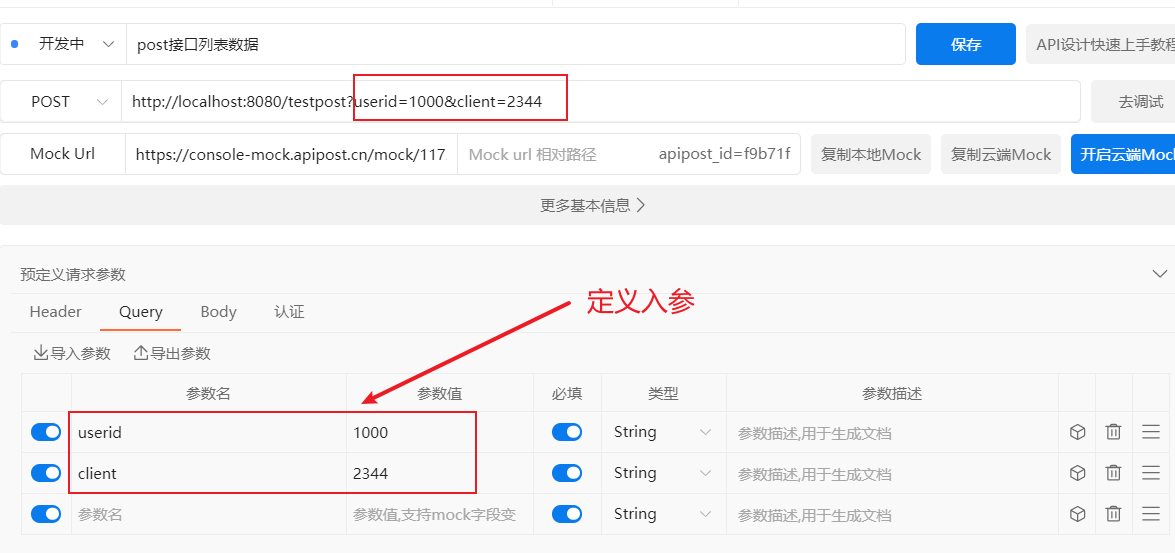 开发中 post接口列表数据 保存 API设计快速上手教程
POST http://localhost:8080/testpost?userid=1000&client=2344 去调试
Mock Url https://console-mock.apipost.cn/mock/117 Mock url 相对路径 apipost_id=f9b71f 复制本地Mock 复制云端Mock 开启云端Mock
更多基本信息
预定义请求参数
定义入参
Header Query Body 认证
导入参数 导出参数
参数名 参数值 必填 类型 参数描述
userid 1000 String 参数描述,用于生成文档
client 2344 String 参数描述,用于生成文档
参数名 参数值,支持mock字段变 String 参数描述,用于生成文档